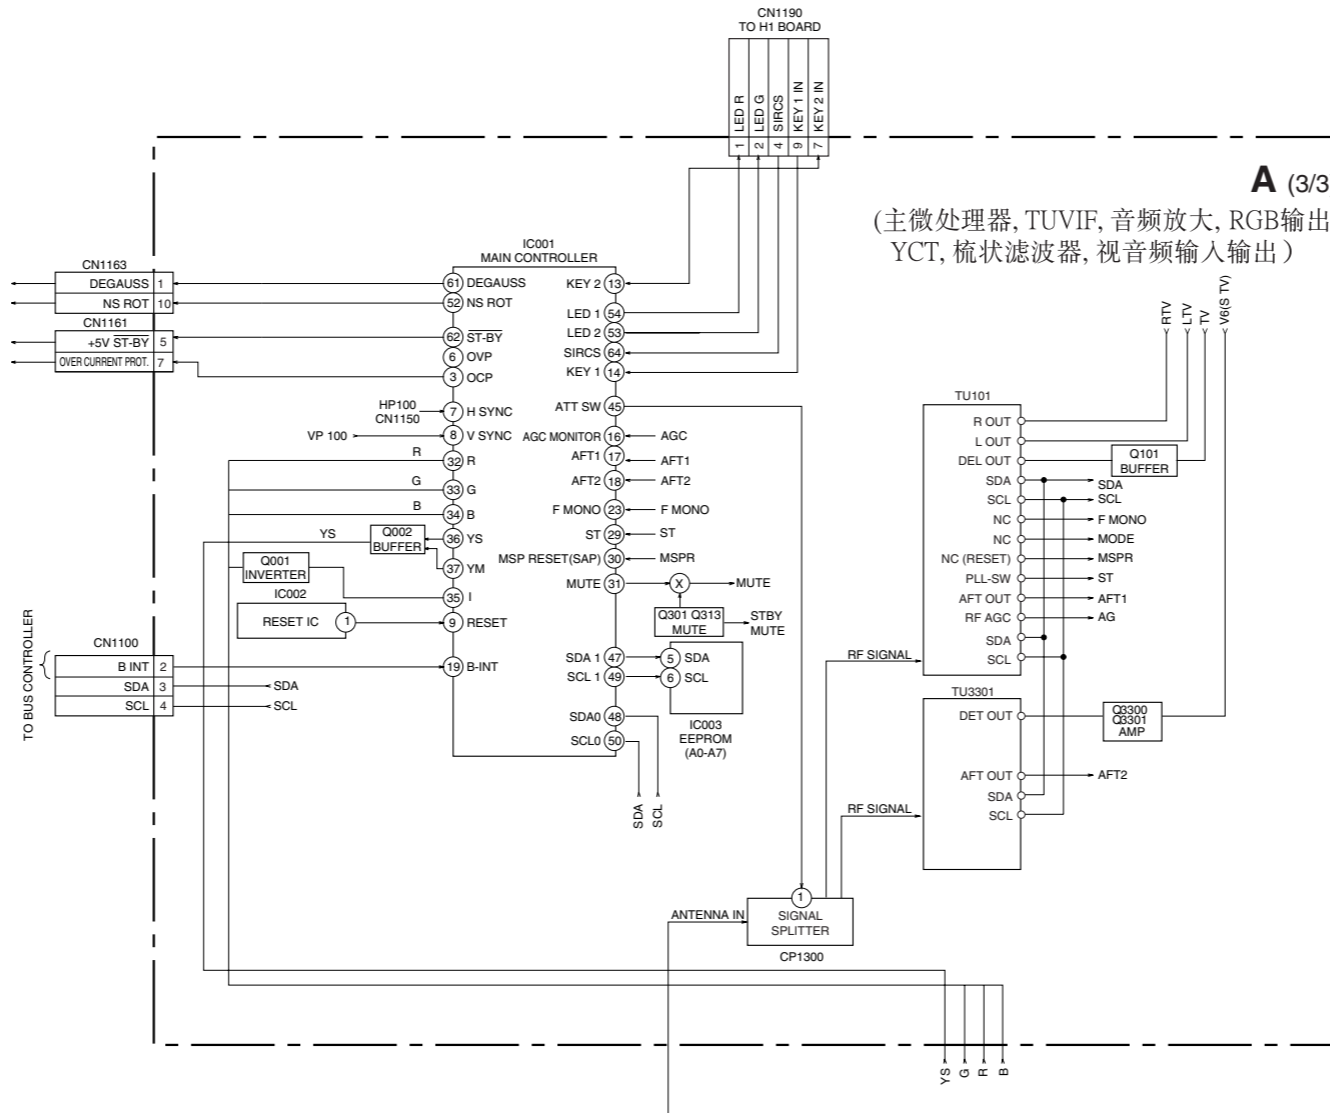 CN1190
TO H1 BOARD
LED R
LED G
SIRCS
KEY 1 IN
KEY 2 IN
1
2
4
9
7
A (3/3
(主微处理器, TUVIF, 音频放大, RGB输出
YCT, 梳状滤波器, 视音频输入输出)
CN1163
DEGAUSS 1
NS ROT 10
CN1161
+5V ST-BY 5
OVER CURRENT PROT. 7
IC001
MAIN CONTROLLER
61 DEGAUSS
52 NS ROT
62 ST-BY
6 OVP
3 OCP
HP100
CN1150
7 H SYNC
VP 100
8 V SYNC
R
32 R
G
33 G
B
34 B
YS
Q002
BUFFER
36 YS
37 YM
Q001
INVERTER
35 I
IC002
RESET IC 1
9 RESET
TO BUS CONTROLLER
CN1100
B INT 2
SDA 3
SCL 4
SDA
SCL
19 B-INT
KEY 2 13
LED 1 54
LED 2 53
SIRCS 64
KEY 1 14
ATT SW 45
AGC MONITOR 16 AGC
AFT1 17 AFT1
AFT2 18 AFT2
F MONO 23 F MONO
ST 29 ST
MSP RESET(SAP) 30 MSPR
MUTE 31 X MUTE
Q301 Q313
MUTE
STBY
MUTE
SDA 1 47 5 SDA
SCL 1 49 6 SCL
SDA0 48
SCL0 50
IC003
EEPROM
(A0-A7)
SDA
SCL
RTV
LTV
TV
V6(S TV)
TU101
R OUT
L OUT
DEL OUT
Q101
BUFFER
SDA SDA
SCL SCL
NC F MONO
NC MODE
NC (RESET) MSPR
PLL-SW ST
AFT OUT AFT1
RF AGC AG
SDA
SCL
RF SIGNAL
TU3301
DET OUT
Q3300
Q3301
AMP
AFT OUT AFT2
SDA
SCL
RF SIGNAL
ANTENNA IN
1
SIGNAL
SPLITTER
CP1300
YS
G
R
B